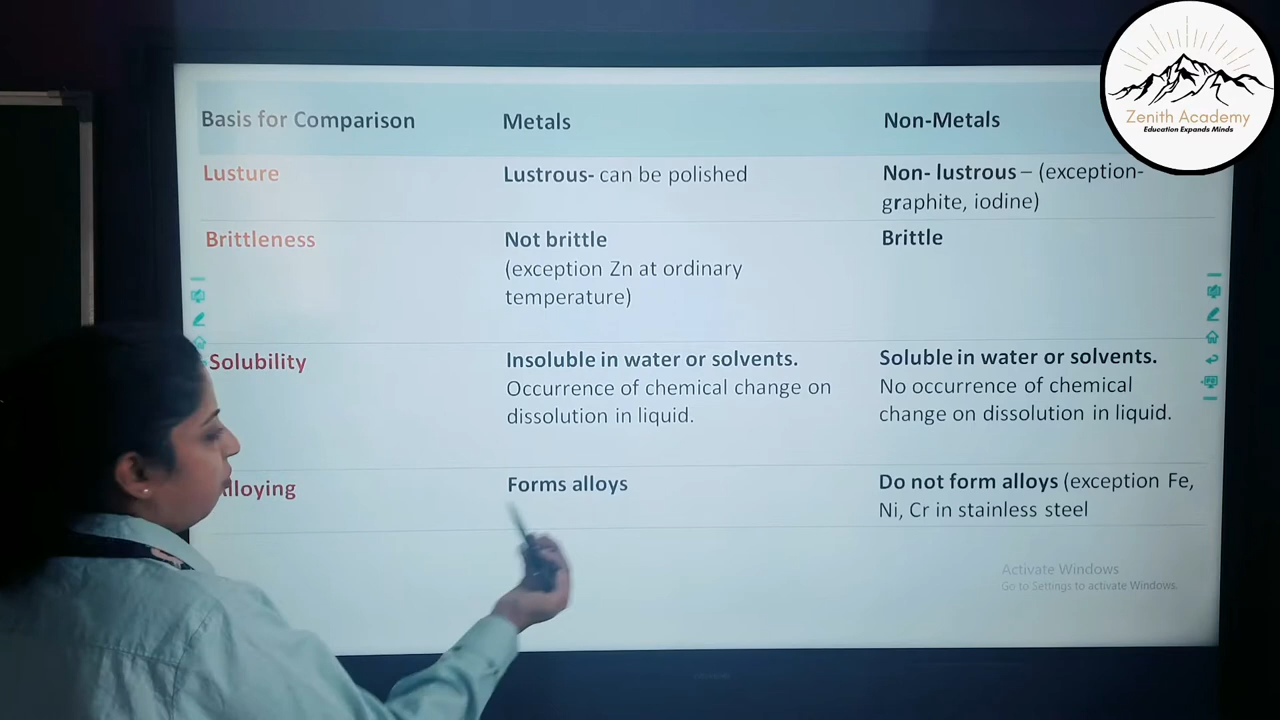 Basis for Comparison
Metals
Non-Metals
Lusture
Lustrous- can be polished
Non- lustrous – (exception-
graphite, iodine)
Brittleness
Not brittle
(exception Zn at ordinary
temperature)
Brittle
Solubility
Insoluble in water or solvents.
Occurrence of chemical change on
dissolution in liquid.
Soluble in water or solvents.
No occurrence of chemical
change on dissolution in liquid.
lloying
Forms alloys
Do not form alloys (exception Fe,
Ni, Cr in stainless steel
Activate Windows
Go to Settings to activate Windows.
Zenith Academy
Education Expands Minds